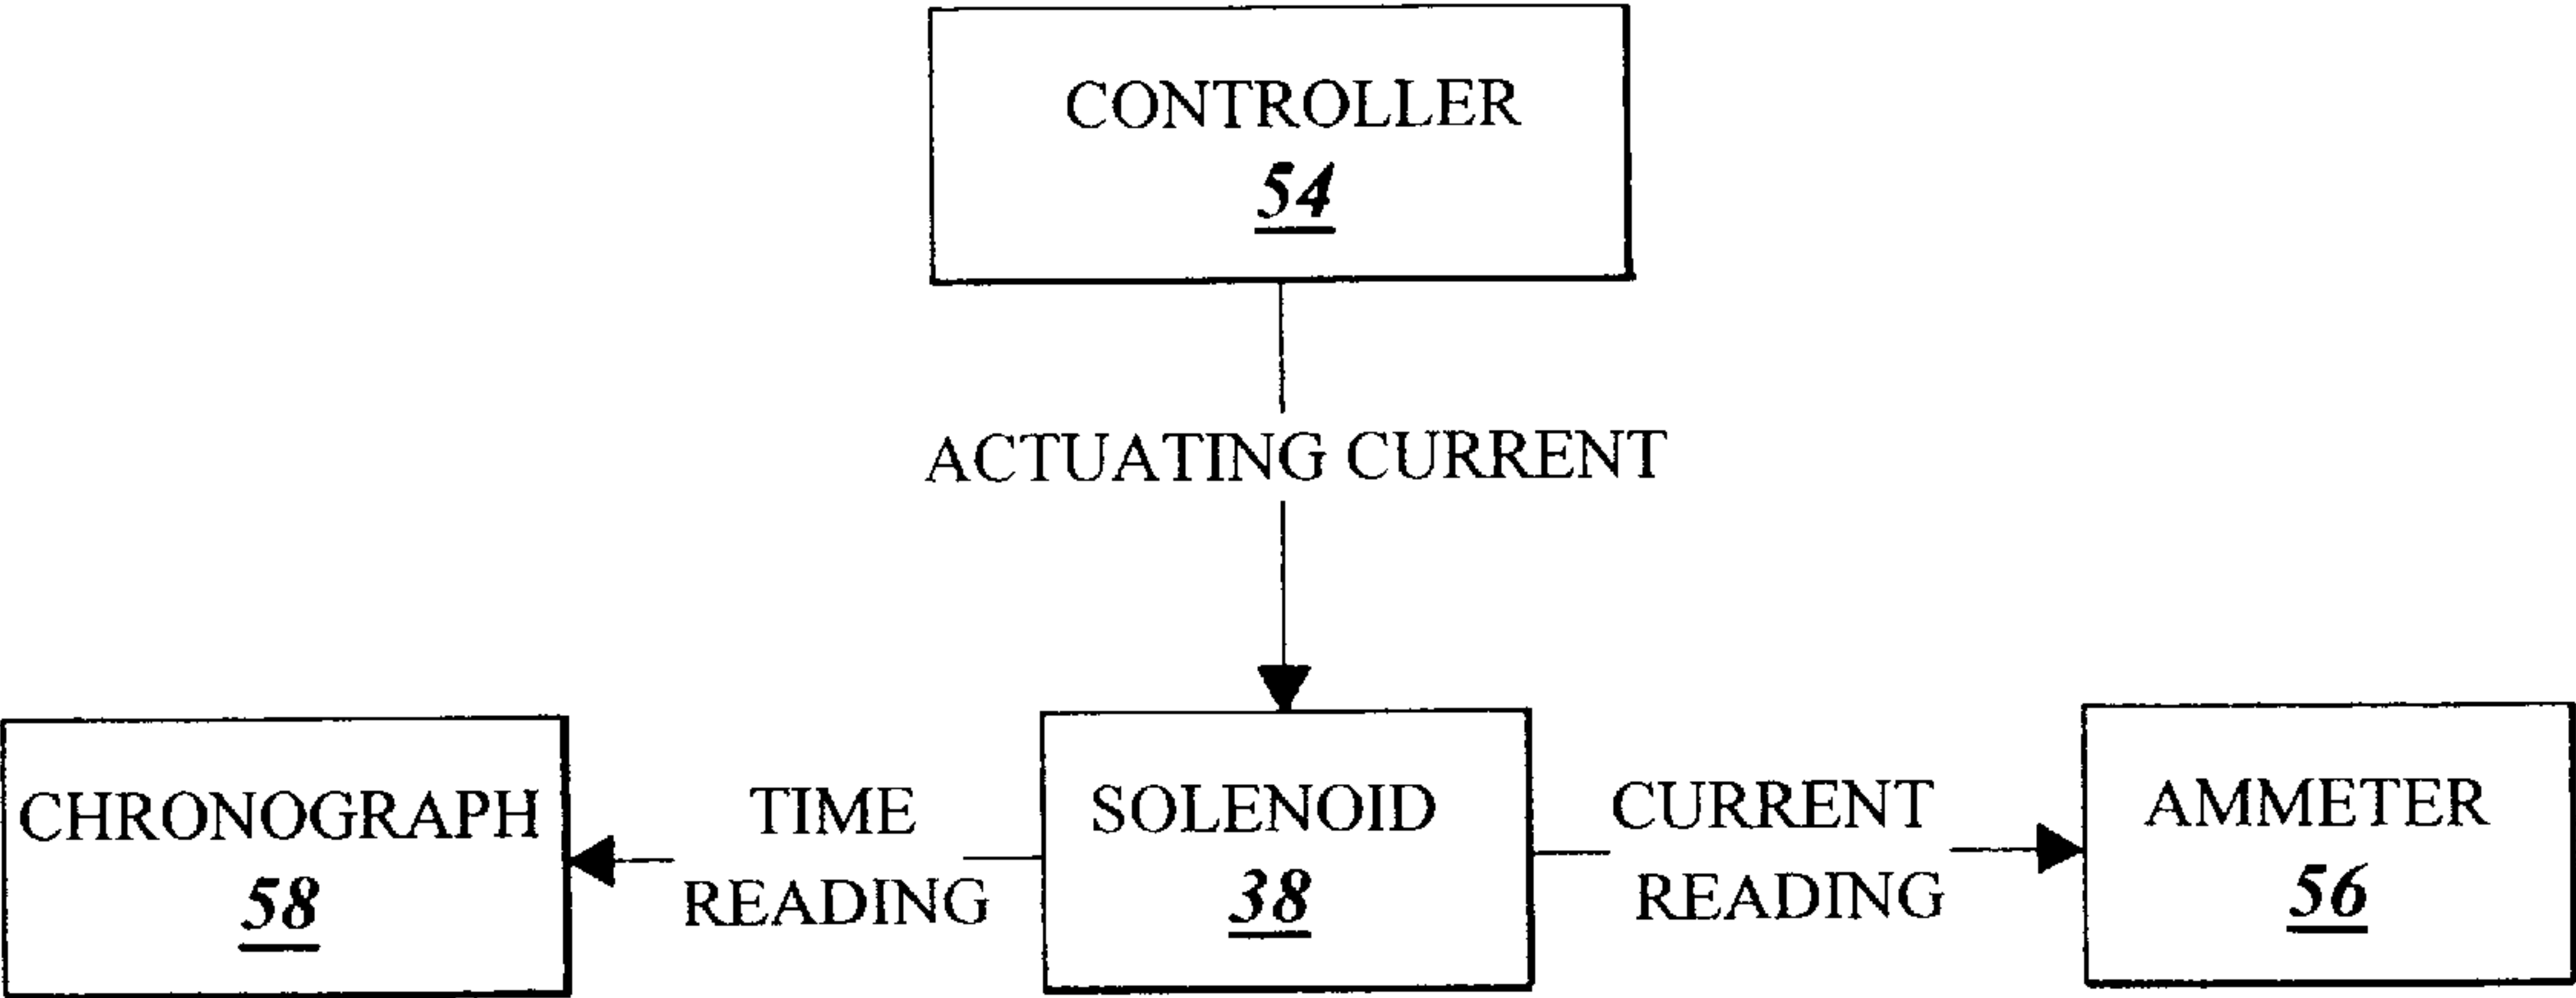 CONTROLLER
54
ACTUATING CURRENT
CHRONOGRAPH
58
TIME
READING
SOLENOID
38
CURRENT
READING
AMMETER
56